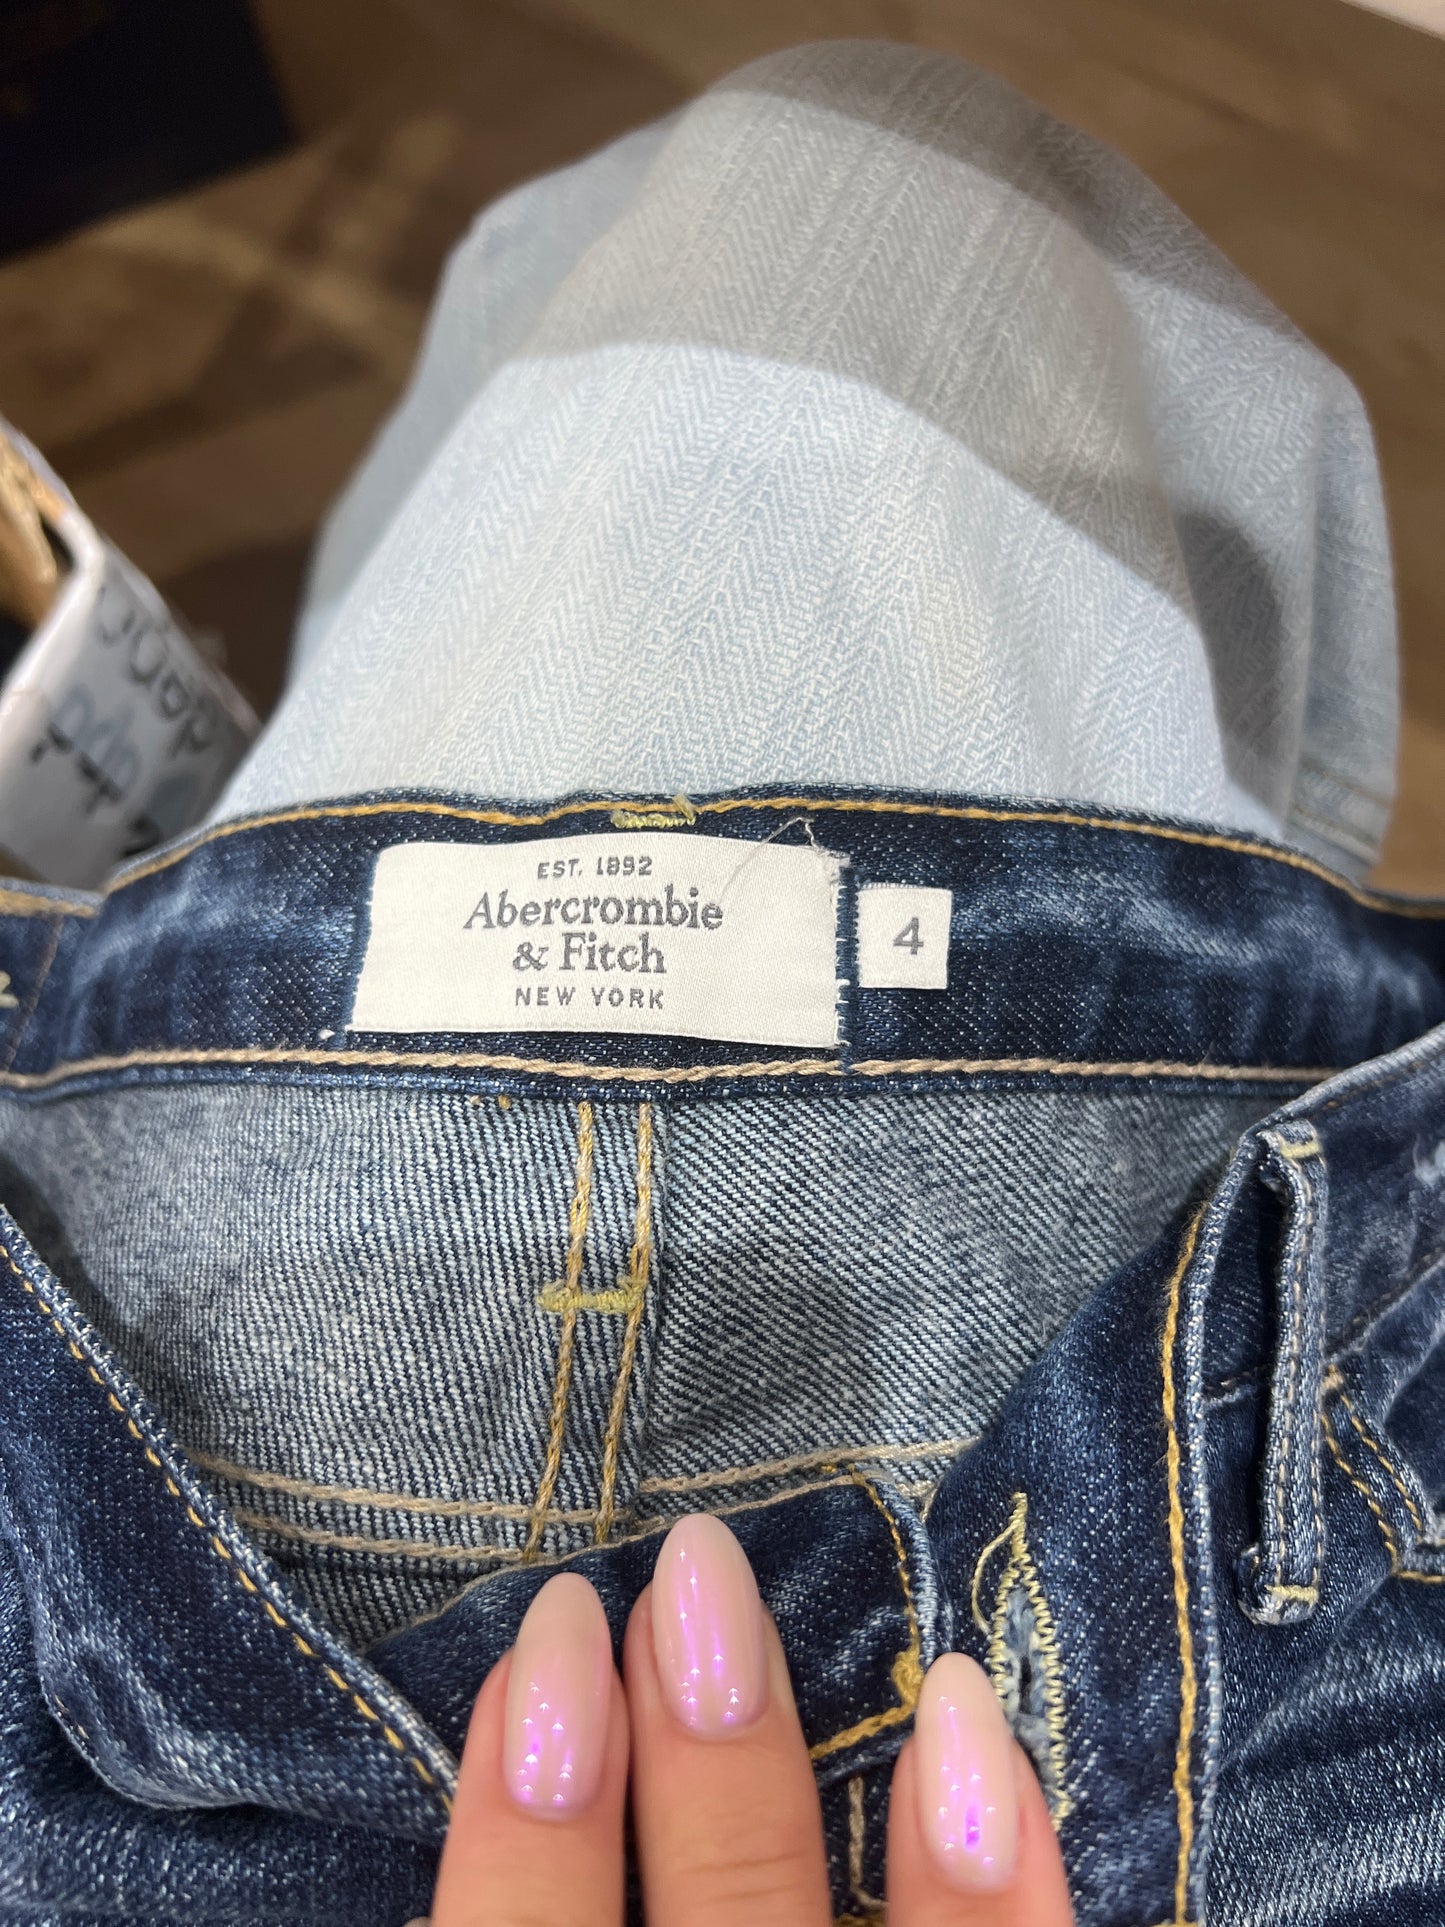 EST. 1892
Abercrombie
& Fitch
NEW YORK
4